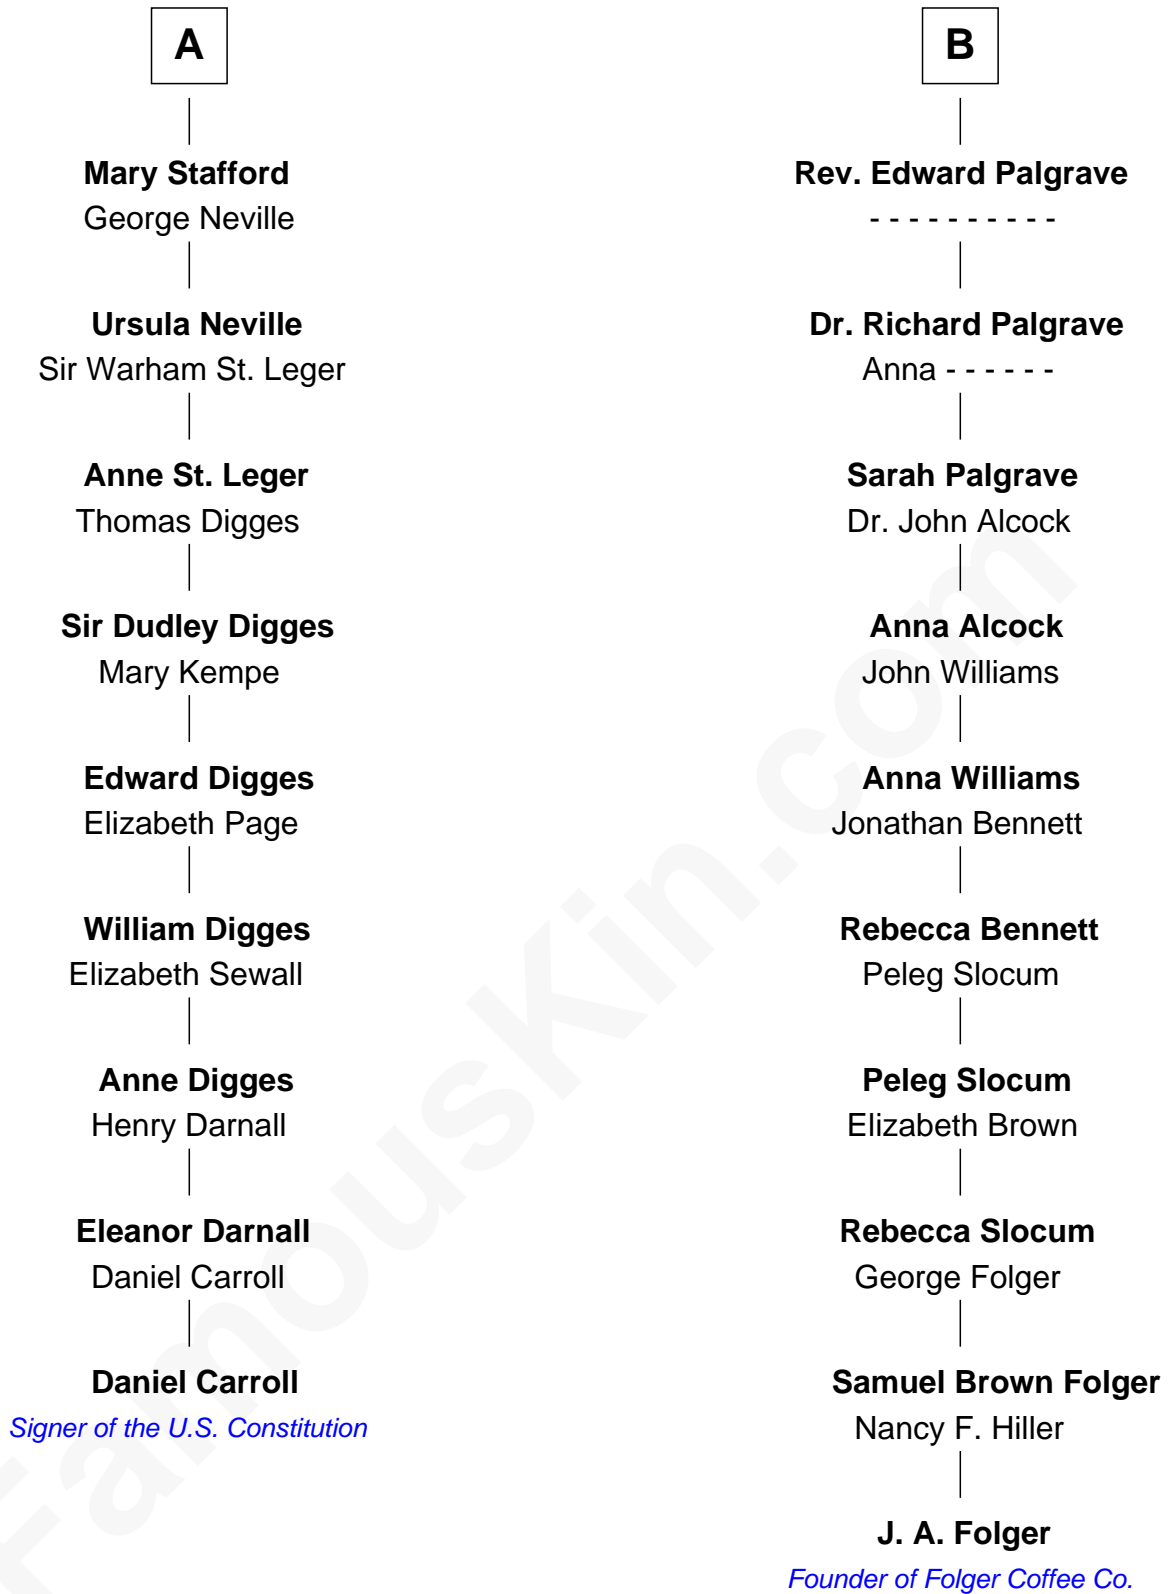 A
Mary Stafford
George Neville
Ursula Neville
Sir Warham St. Leger
Anne St. Leger
Thomas Digges
Sir Dudley Digges
Mary Kempe
Edward Digges
Elizabeth Page
William Digges
Elizabeth Sewall
Anne Digges
Henry Darnall
Eleanor Darnall
Daniel Carroll
Daniel Carroll
Signer of the U.S. Constitution
B
Rev. Edward Palgrave
- - - - - - - - - -
Dr. Richard Palgrave
Anna - - - - - -
Sarah Palgrave
Dr. John Alcock
Anna Alcock
John Williams
Anna Williams
Jonathan Bennett
Rebecca Bennett
Peleg Slocum
Peleg Slocum
Elizabeth Brown
Rebecca Slocum
George Folger
Samuel Brown Folger
Nancy F. Hiller
J. A. Folger
Founder of Folger Coffee Co.
FamousKin.com